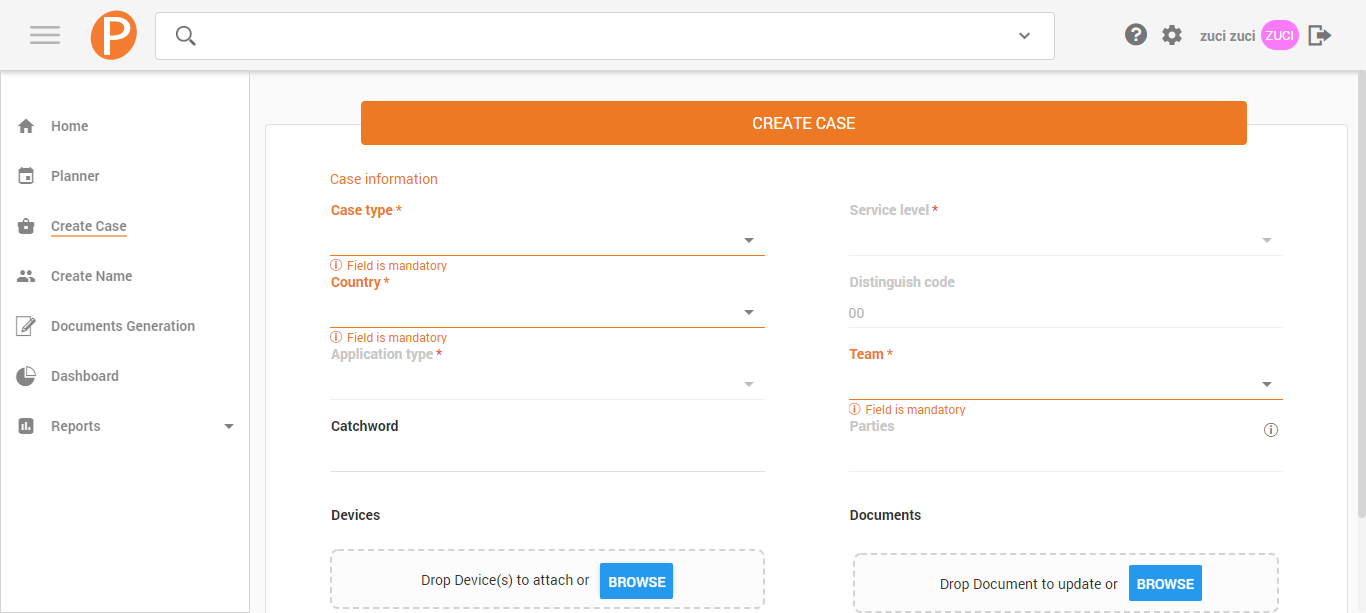 P
zuci zuci ZUCI
Home
Planner
Create Case
Create Name
Documents Generation
Dashboard
Reports
CREATE CASE
Case information
Case type *
Service level *
Field is mandatory
Country *
Distinguish code
00
Field is mandatory
Application type *
Team *
Field is mandatory
Catchword
Parties
Devices
Documents
Drop Device(s) to attach or BROWSE
Drop Document to update or BROWSE